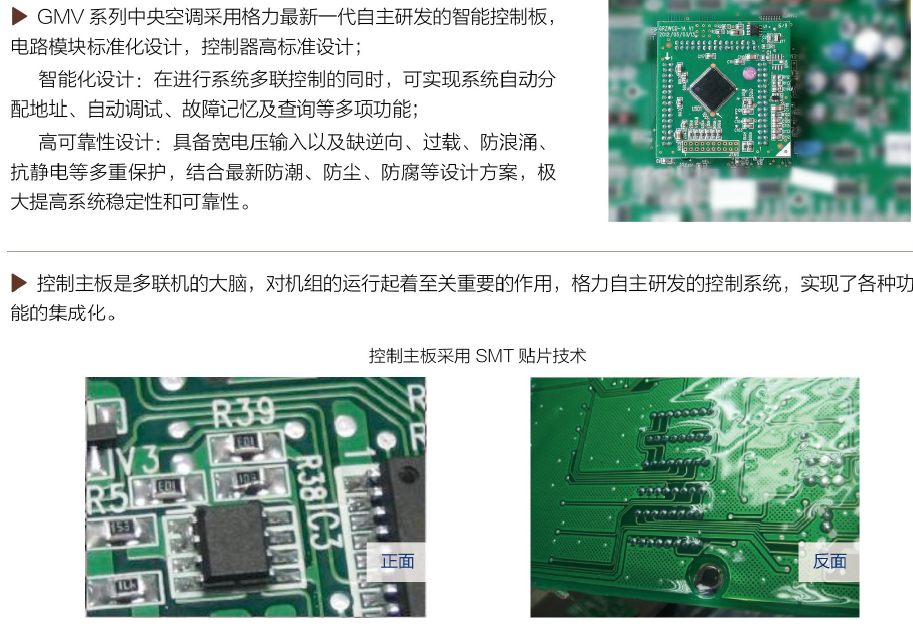 ▶ GMV 系列中央空调采用格力最新一代自主研发的智能控制板，
电路模块标准化设计，控制器高标准设计；
智能化设计：在进行系统多联控制的同时，可实现系统自动分
配地址、自动调试、故障记忆及查询等多项功能；
高可靠性设计：具备宽电压输入以及缺逆向、过载、防浪涌、
抗静电等多重保护，结合最新防潮、防尘、防腐等设计方案，极
大提高系统稳定性和可靠性。
▶ 控制主板是多联机的大脑，对机组的运行起着至关重要的作用，格力自主研发的控制系统，实现了各种功
能的集成化。
控制主板采用 SMT 贴片技术
R39
V3
R5
R38
IC3
1
正面
反面